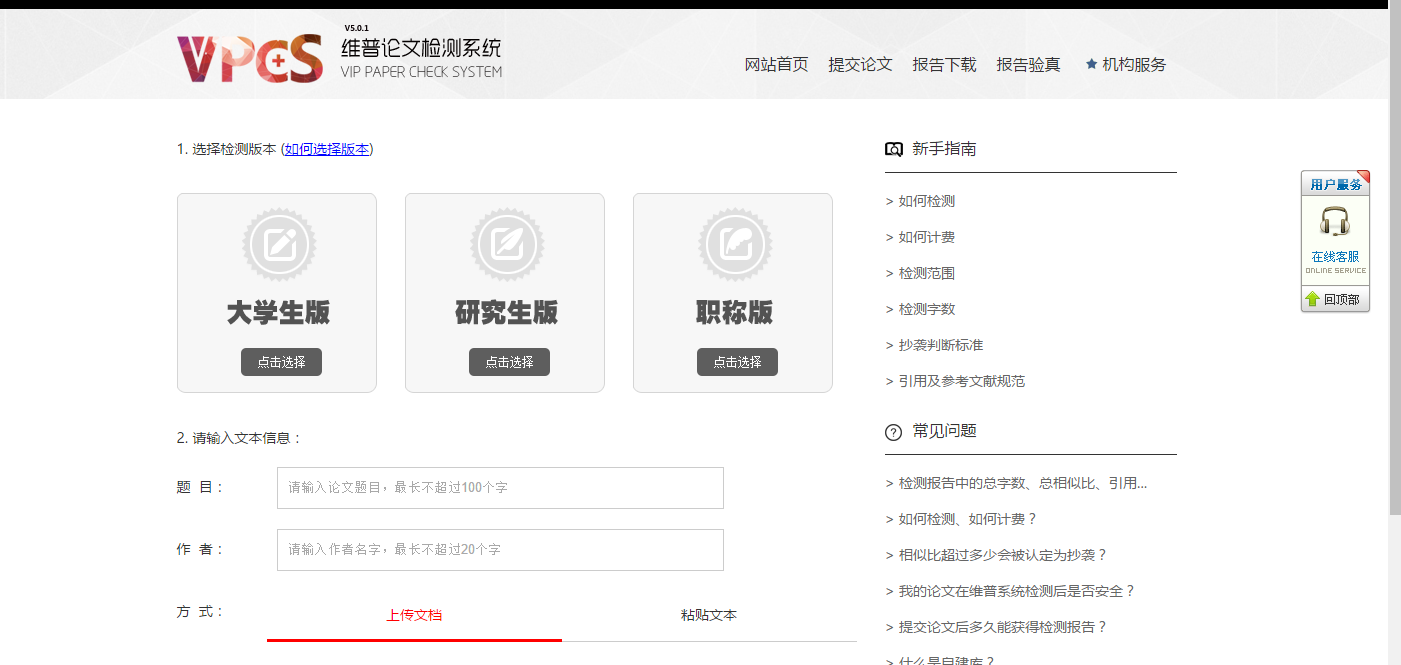 VPCS
V5.0.1
维普论文检测系统
VIP PAPER CHECK SYSTEM
网站首页 提交论文 报告下载 报告验真 ★ 机构服务
1. 选择检测版本 (如何选择版本)
大学生版
点击选择
研究生版
点击选择
职称版
点击选择
2. 请输入文本信息：
题 目：
请输入论文题目，最长不超过100个字
作 者：
请输入作者名字，最长不超过20个字
方 式：
上传文档
粘贴文本
新手指南
> 如何检测
> 如何计费
> 检测范围
> 检测字数
> 抄袭判断标准
> 引用及参考文献规范
常见问题
> 检测报告中的总字数、总相似比、引用...
> 如何检测、如何计费？
> 相似比超过多少会被认定为抄袭？
> 我的论文在维普系统检测后是否安全？
> 提交论文后多久能获得检测报告？
> 什么是自建库？
用户服务
在线客服
ONLINE SERVICE
回顶部